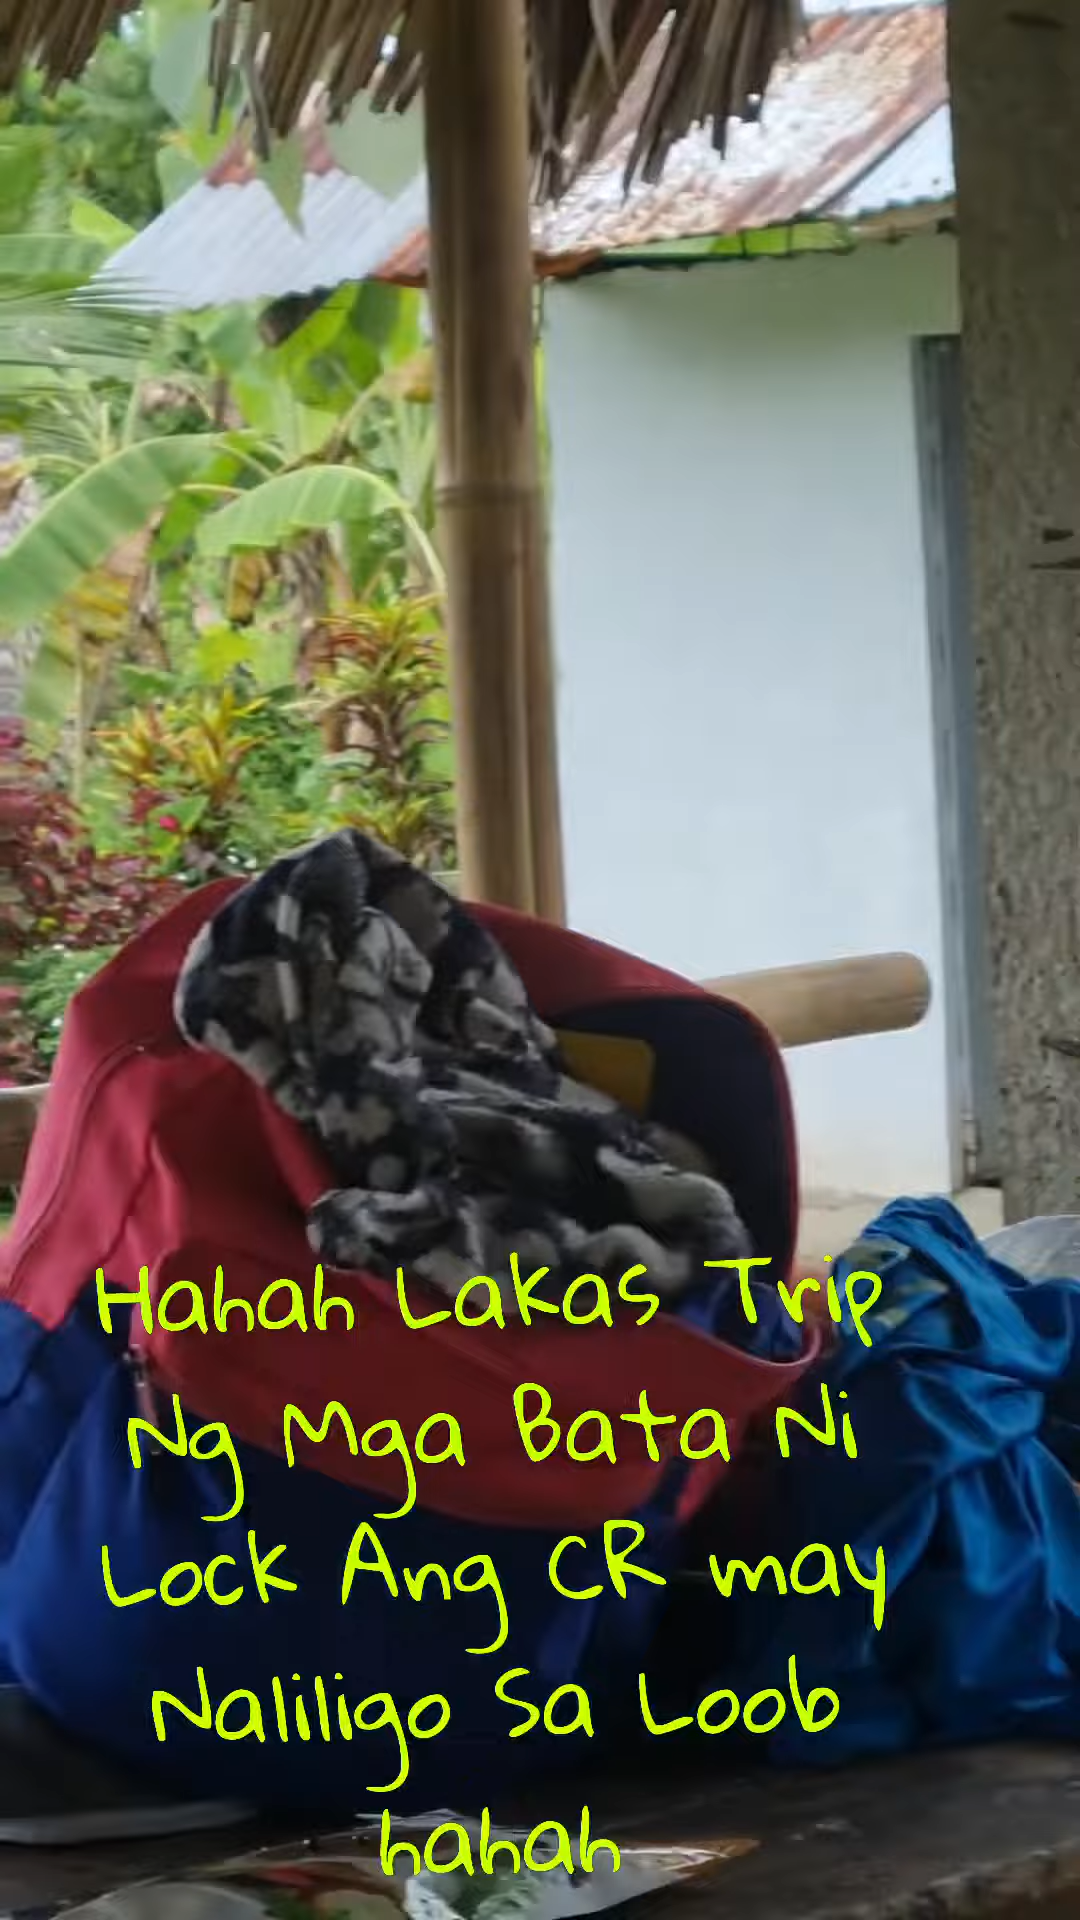 Hahah Lakas Trip
Ng Mga Bata Ni
Lock Ang CR may
Naliligo Sa Loob
hahah